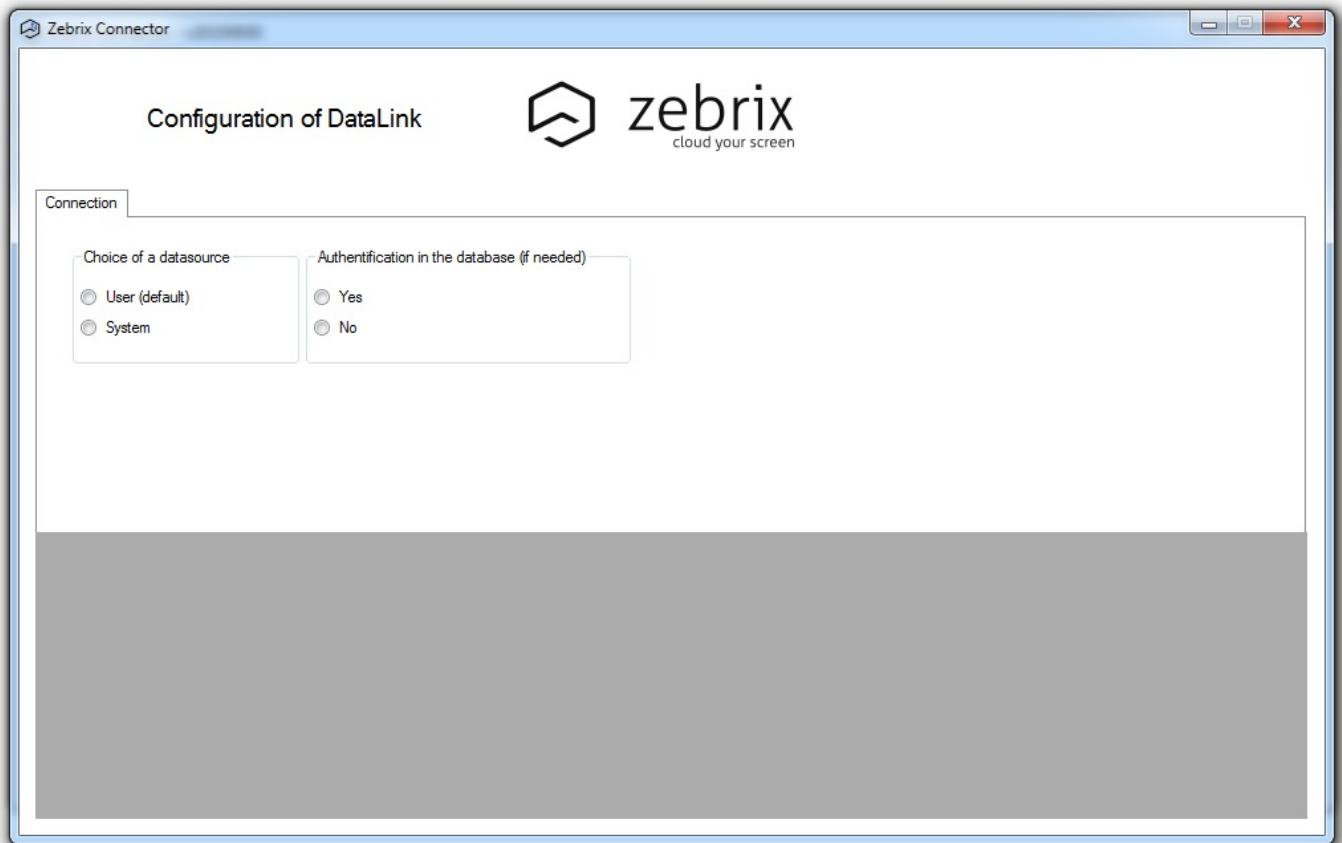 Zebrix Connector
Configuration of DataLink
zebrix
cloud your screen
Connection
Choice of a datasource
Authentification in the database (if needed)
User (default)
Yes
System
No